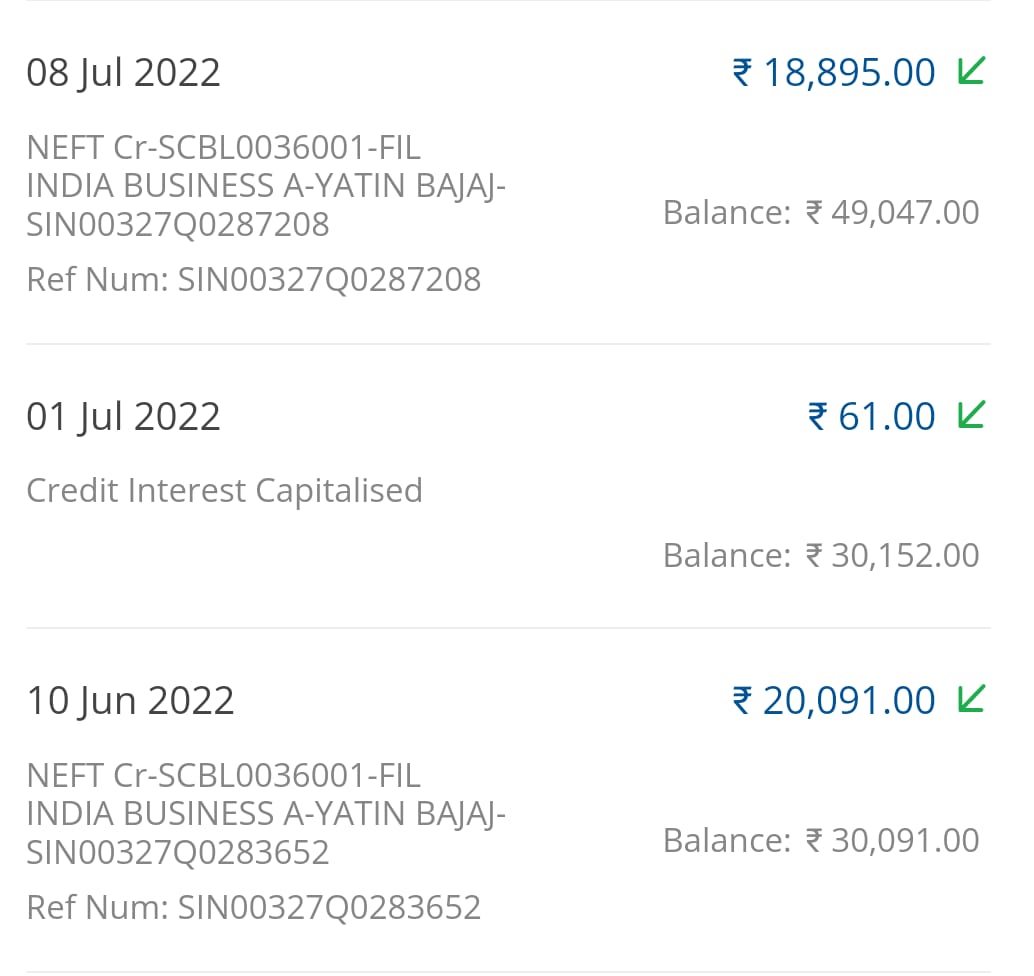 08 Jul 2022
₹ 18,895.00
NEFT Cr-SCBL0036001-FIL
INDIA BUSINESS A-YATIN BAJAJ-
SIN00327Q0287208
Balance: ₹ 49,047.00
Ref Num: SIN00327Q0287208
01 Jul 2022
₹ 61.00
Credit Interest Capitalised
Balance: ₹ 30,152.00
10 Jun 2022
₹ 20,091.00
NEFT Cr-SCBL0036001-FIL
INDIA BUSINESS A-YATIN BAJAJ-
SIN00327Q0283652
Balance: ₹ 30,091.00
Ref Num: SIN00327Q0283652